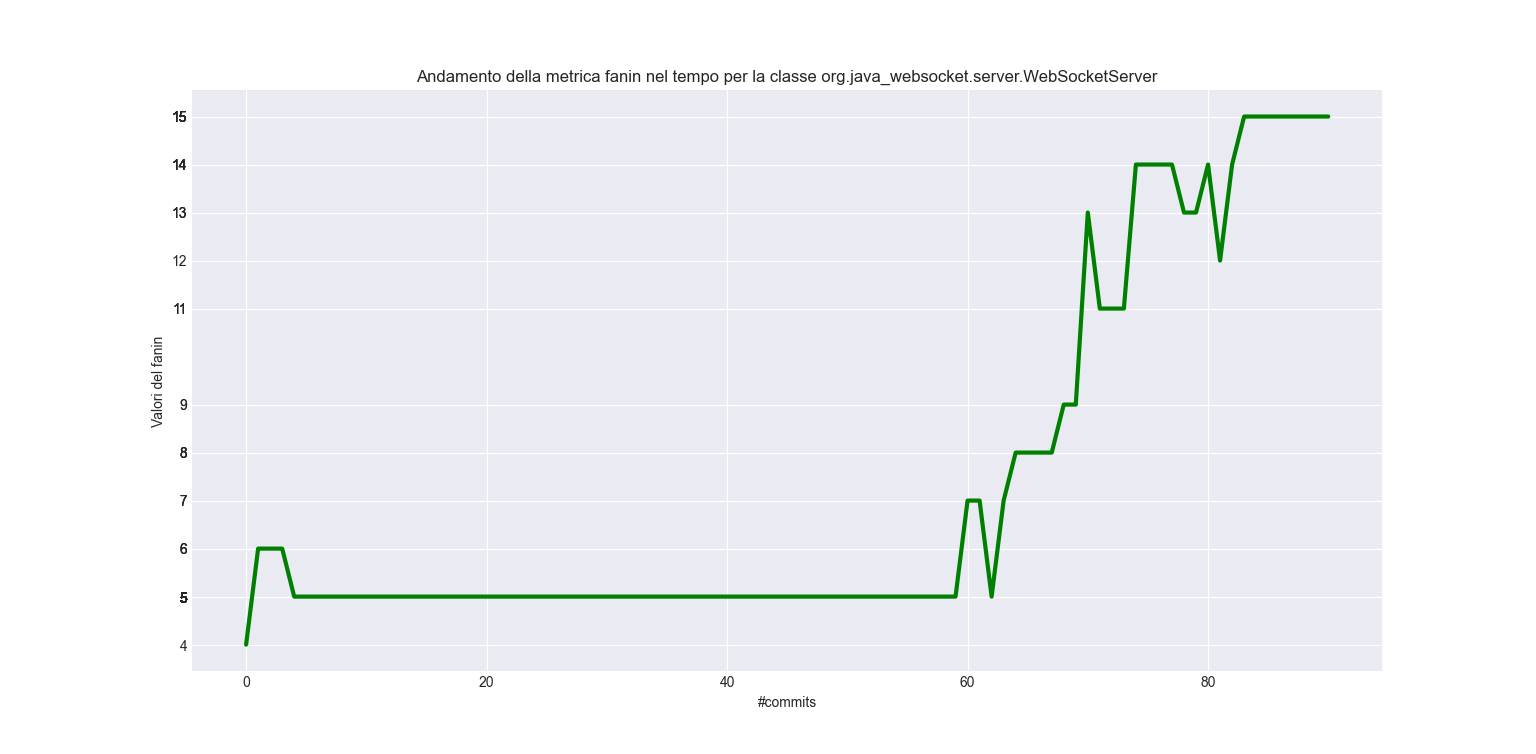 Andamento della metrica fanin nel tempo per la classe org.java_websocket.server.WebSocketServer
15
14
13
12
11
9
8
7
6
5
4
Valori del fanin
0 20 40 60 80
#commits